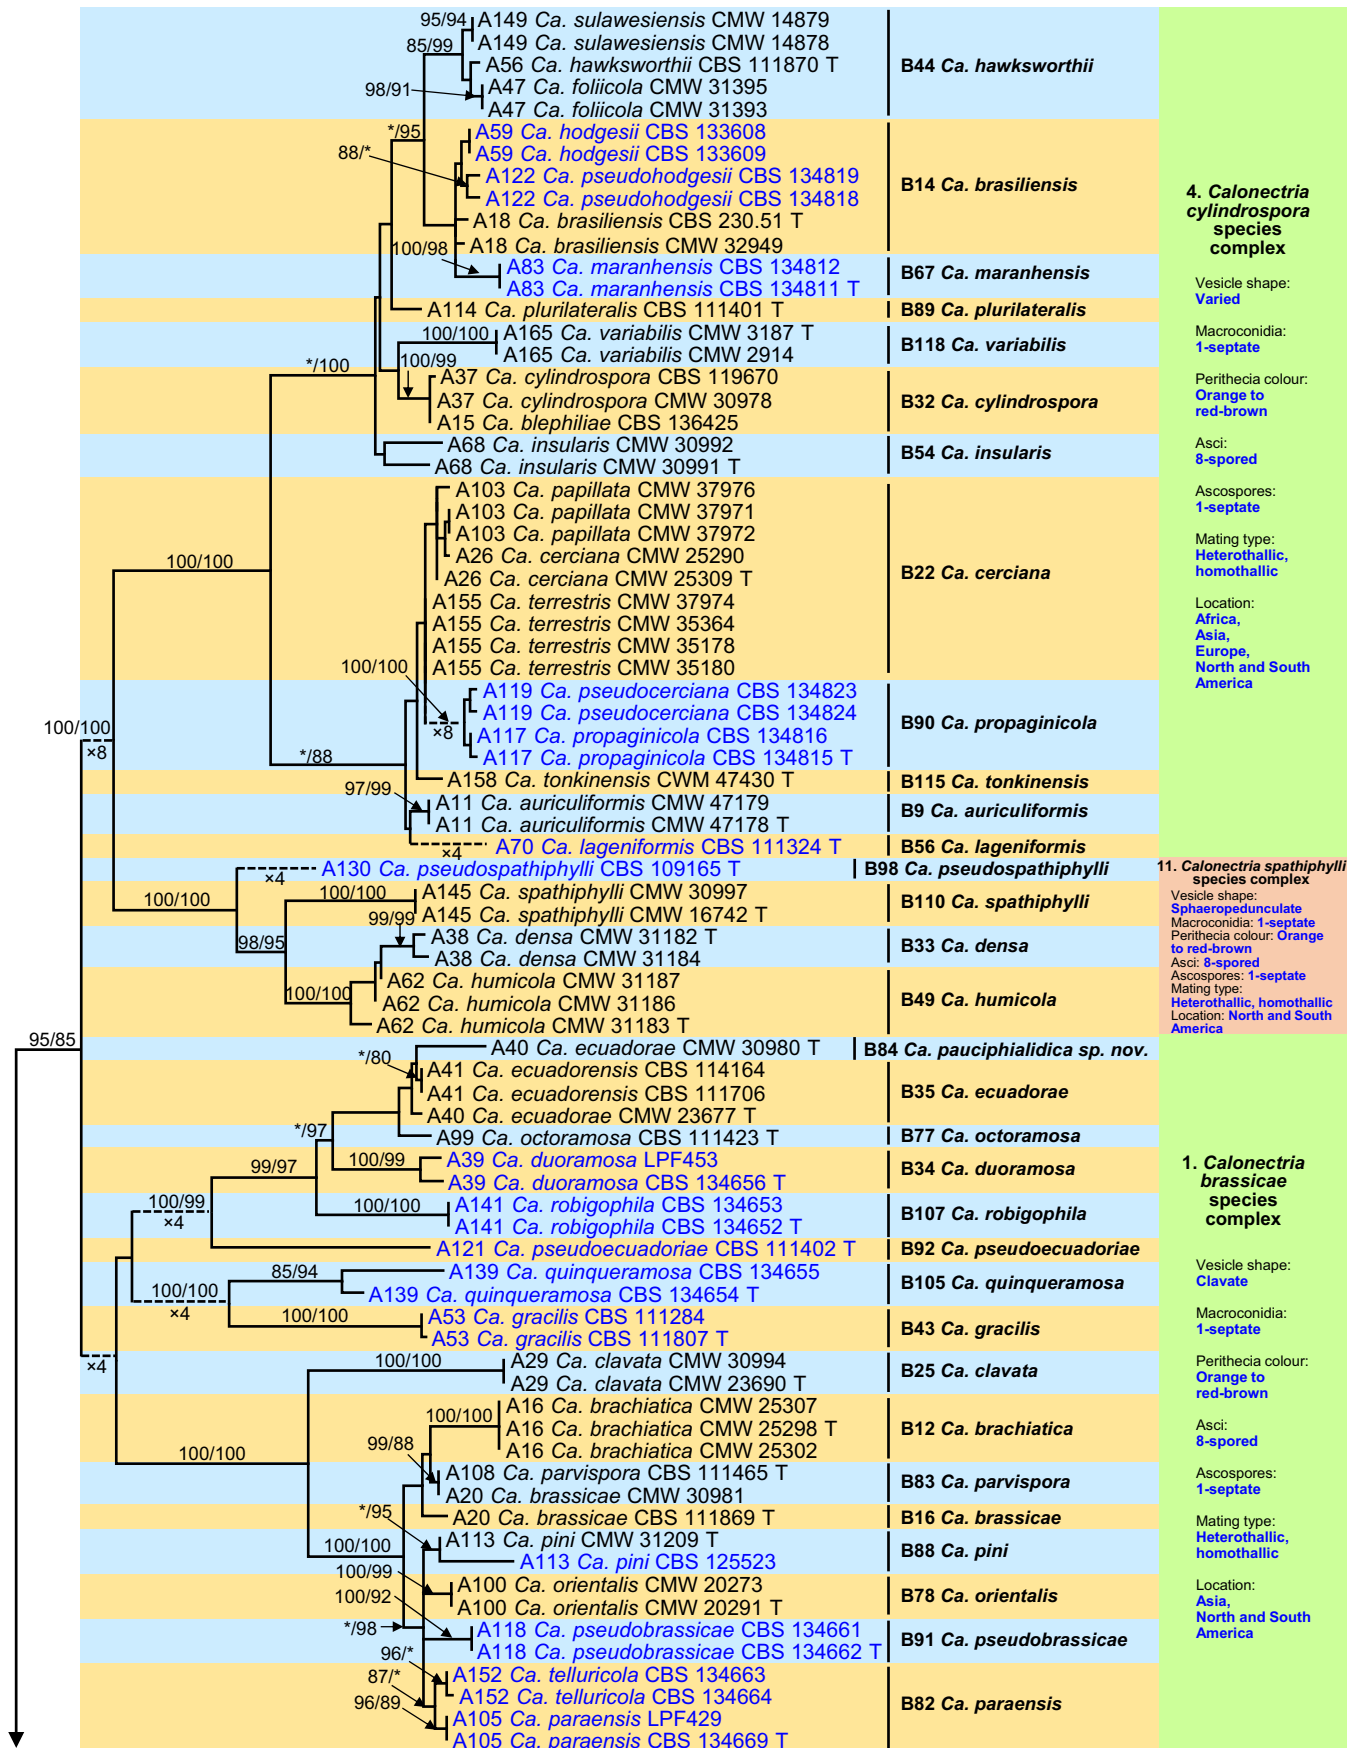 95/94
A149 Ca. sulawesiensis CMW 14879
A149 Ca. sulawesiensis CMW 14878
85/99
A56 Ca. hawksworthii CBS 111870 T
98/91
A47 Ca. foliicola CMW 31395
A47 Ca. foliicola CMW 31393
B44 Ca. hawksworthii
*/95
A59 Ca. hodgesii CBS 133608
A59 Ca. hodgesii CBS 133609
88/*
A122 Ca. pseudohodgesii CBS 134819
A122 Ca. pseudohodgesii CBS 134818
A18 Ca. brasiliensis CBS 230.51 T
A18 Ca. brasiliensis CMW 32949
B14 Ca. brasiliensis
100/98
A83 Ca. maranhensis CBS 134812
A83 Ca. maranhensis CBS 134811 T
B67 Ca. maranhensis
A114 Ca. plurilateralis CBS 111401 T
B89 Ca. plurilateralis
100/100
A165 Ca. variabilis CMW 3187 T
A165 Ca. variabilis CMW 2914
B118 Ca. variabilis
*/100
100/99
A37 Ca. cylindrospora CBS 119670
A37 Ca. cylindrospora CMW 30978
A15 Ca. blephiliae CBS 136425
B32 Ca. cylindrospora
A68 Ca. insularis CMW 30992
A68 Ca. insularis CMW 30991 T
B54 Ca. insularis
A103 Ca. papillata CMW 37976
A103 Ca. papillata CMW 37971
A103 Ca. papillata CMW 37972
A26 Ca. cerciana CMW 25290
A26 Ca. cerciana CMW 25309 T
A155 Ca. terrestris CMW 37974
A155 Ca. terrestris CMW 35364
A155 Ca. terrestris CMW 35178
A155 Ca. terrestris CMW 35180
B22 Ca. cerciana
100/100
100/100
×8
A119 Ca. pseudocerciana CBS 134823
A119 Ca. pseudocerciana CBS 134824
A117 Ca. propaginicola CBS 134816
A117 Ca. propaginicola CBS 134815 T
B90 Ca. propaginicola
100/100
×8
*/88
A158 Ca. tonkinensis CWM 47430 T
B115 Ca. tonkinensis
97/99
A11 Ca. auriculiformis CMW 47179
A11 Ca. auriculiformis CMW 47178 T
B9 Ca. auriculiformis
×4
A70 Ca. lageniformis CBS 111324 T
B56 Ca. lageniformis
4. Calonectria
cylindrospora
species
complex
Vesicle shape:
Varied
Macroconidia:
1-septate
Perithecia colour:
Orange to
red-brown
Asci:
8-spored
Ascospores:
1-septate
Mating type:
Heterothallic,
homothallic
Location:
Africa,
Asia,
Europe,
North and South
America
×4
A130 Ca. pseudospathiphylli CBS 109165 T
B98 Ca. pseudospathiphylli
100/100
100/100
A145 Ca. spathiphylli CMW 30997
A145 Ca. spathiphylli CMW 16742 T
B110 Ca. spathiphylli
98/95
99/99
A38 Ca. densa CMW 31182 T
A38 Ca. densa CMW 31184
B33 Ca. densa
100/100
A62 Ca. humicola CMW 31187
A62 Ca. humicola CMW 31186
A62 Ca. humicola CMW 31183 T
B49 Ca. humicola
11. Calonectria spathiphylli
species complex
Vesicle shape:
Sphaeropedunculate
Macroconidia: 1-septate
Perithecia colour: Orange
to red-brown
Asci: 8-spored
Ascospores: 1-septate
Mating type:
Heterothallic, homothallic
Location: North and South
America
95/85
A40 Ca. ecuadorae CMW 30980 T
B84 Ca. pauciphialidica sp. nov.
*/80
A41 Ca. ecuadorensis CBS 114164
A41 Ca. ecuadorensis CBS 111706
A40 Ca. ecuadorae CMW 23677 T
B35 Ca. ecuadorae
*/97
A99 Ca. octoramosa CBS 111423 T
B77 Ca. octoramosa
99/97
100/99
A39 Ca. duoramosa LPF453
A39 Ca. duoramosa CBS 134656 T
B34 Ca. duoramosa
100/99
×4
100/100
A141 Ca. robigophila CBS 134653
A141 Ca. robigophila CBS 134652 T
B107 Ca. robigophila
A121 Ca. pseudoecuadoriae CBS 111402 T
B92 Ca. pseudoecuadoriae
85/94
A139 Ca. quinqueramosa CBS 134655
A139 Ca. quinqueramosa CBS 134654 T
B105 Ca. quinqueramosa
100/100
×4
100/100
A53 Ca. gracilis CBS 111284
A53 Ca. gracilis CBS 111807 T
B43 Ca. gracilis
×4
100/100
A29 Ca. clavata CMW 30994
A29 Ca. clavata CMW 23690 T
B25 Ca. clavata
100/100
100/100
A16 Ca. brachiatica CMW 25307
A16 Ca. brachiatica CMW 25298 T
A16 Ca. brachiatica CMW 25302
B12 Ca. brachiatica
99/88
A108 Ca. parvispora CBS 111465 T
A20 Ca. brassicae CMW 30981
B83 Ca. parvispora
A20 Ca. brassicae CBS 111869 T
B16 Ca. brassicae
*/95
100/100
A113 Ca. pini CMW 31209 T
A113 Ca. pini CBS 125523
B88 Ca. pini
100/99
A100 Ca. orientalis CMW 20273
A100 Ca. orientalis CMW 20291 T
B78 Ca. orientalis
100/92
*/98
A118 Ca. pseudobrassicae CBS 134661
A118 Ca. pseudobrassicae CBS 134662 T
B91 Ca. pseudobrassicae
96/*
87/*
96/89
A152 Ca. telluricola CBS 134663
A152 Ca. telluricola CBS 134664
A105 Ca. paraensis LPF429
A105 Ca. paraensis CBS 134669 T
B82 Ca. paraensis
1. Calonectria
brassicae
species
complex
Vesicle shape:
Clavate
Macroconidia:
1-septate
Perithecia colour:
Orange to
red-brown
Asci:
8-spored
Ascospores:
1-septate
Mating type:
Heterothallic,
homothallic
Location:
Asia,
North and South
America